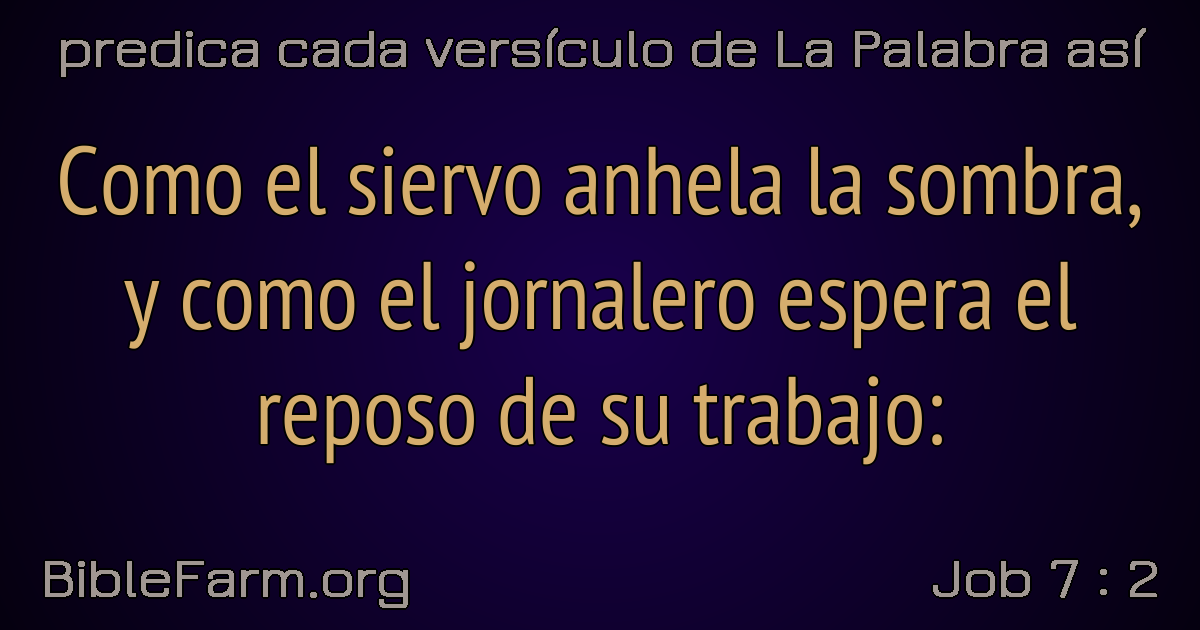 predica cada versículo de La Palabra así
Como el siervo anhela la sombra,
y como el jornalero espera el
reposo de su trabajo:
BibleFarm.org
Job 7 : 2